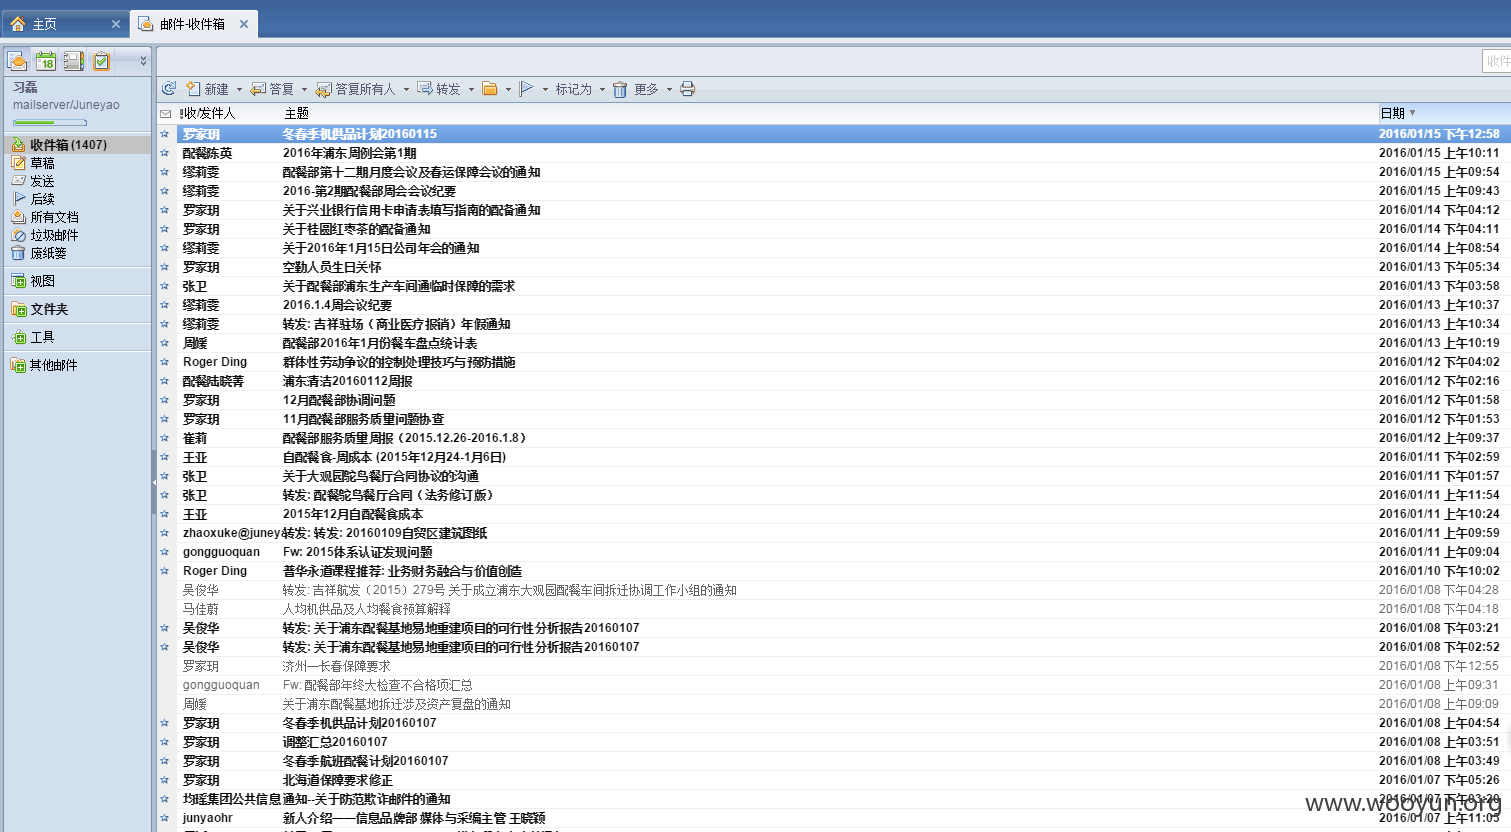 主页
邮件-收件箱
18
习磊
mailserver/Juneyao
收件箱 (1407)
草稿
发送
后续
所有文档
垃圾邮件
废纸篓
视图
文件夹
工具
其他邮件
收件
新建 答复 答复所有人 转发 标记为 更多
!收/发件人 主题 日期
罗家玥 冬春季机供品计划20160115 2016/01/15 下午12:58
配餐陈英 2016年浦东周例会第1期 2016/01/15 上午10:11
缪莉雯 配餐部第十二期月度会议及春运保障会议的通知 2016/01/15 上午09:54
缪莉雯 2016-第2期配餐部周会会议纪要 2016/01/15 上午09:43
罗家玥 关于兴业银行信用卡申请表填写指南的配备通知 2016/01/14 下午04:12
罗家玥 关于桂圆红枣茶的配备通知 2016/01/14 下午04:11
缪莉雯 关于2016年1月15日公司年会的通知 2016/01/14 上午08:54
罗家玥 空勤人员生日关怀 2016/01/13 下午05:34
张卫 关于配餐部浦东生产车间通临时保障的需求 2016/01/13 下午03:58
缪莉雯 2016.1.4周会议纪要 2016/01/13 上午10:37
缪莉雯 转发: 吉祥驻场（商业医疗报销）年假通知 2016/01/13 上午10:34
周媛 配餐部2016年1月份餐车盘点统计表 2016/01/13 上午10:19
Roger Ding 群体性劳动争议的控制处理技巧与预防措施 2016/01/12 下午04:02
配餐陆晓菁 浦东清洁20160112周报 2016/01/12 下午02:16
罗家玥 12月配餐部协调问题 2016/01/12 下午01:58
罗家玥 11月配餐部服务质量问题协查 2016/01/12 下午01:53
崔莉 配餐部服务质量周报（2015.12.26-2016.1.8） 2016/01/12 上午09:37
王亚 自配餐食-周成本 (2015年12月24-1月6日) 2016/01/11 下午02:59
张卫 关于大观园鸵鸟餐厅合同协议的沟通 2016/01/11 下午01:57
张卫 转发: 配餐鸵鸟餐厅合同（法务修订版） 2016/01/11 上午11:54
王亚 2015年12月自配餐食成本 2016/01/11 上午10:24
zhaoxuke@juneya 转发: 转发: 20160109自贸区建筑图纸 2016/01/11 上午09:59
gongguoquan Fw: 2015体系认证发现问题 2016/01/11 上午09:04
Roger Ding 普华永道课程推荐: 业务财务融合与价值创造 2016/01/10 上午10:02
吴俊华 转发: 吉祥航发（2015）279号 关于成立浦东大观园配餐车间拆迁协调工作小组的通知 2016/01/08 下午04:28
马佳蔚 人均机供品及人均餐食预算解释 2016/01/08 下午04:18
吴俊华 转发: 关于浦东配餐基地易地重建项目的可行性分析报告20160107 2016/01/08 下午03:21
吴俊华 转发: 关于浦东配餐基地易地重建项目的可行性分析报告20160107 2016/01/08 下午02:52
罗家玥 济州—长春保障要求 2016/01/08 下午12:55
gongguoquan Fw: 配餐部年终大检查不合格项汇总 2016/01/08 上午09:31
周媛 关于浦东配餐基地拆迁涉及资产复盘的通知 2016/01/08 上午09:09
罗家玥 冬春季机供品计划20160107 2016/01/08 上午04:54
罗家玥 调整汇总20160107 2016/01/08 上午03:51
罗家玥 冬春季航班配餐计划20160107 2016/01/08 上午03:49
罗家玥 北海道保障要求修正 2016/01/07 下午05:26
均瑶集团公共信息 通知--关于防范欺诈邮件的通知 2016/01/07 下午03:20
junyaohr 新人介绍——信息品牌部 媒体与采编主管 王晓颖 2016/01/07 上午11:03
www.wooyun.org